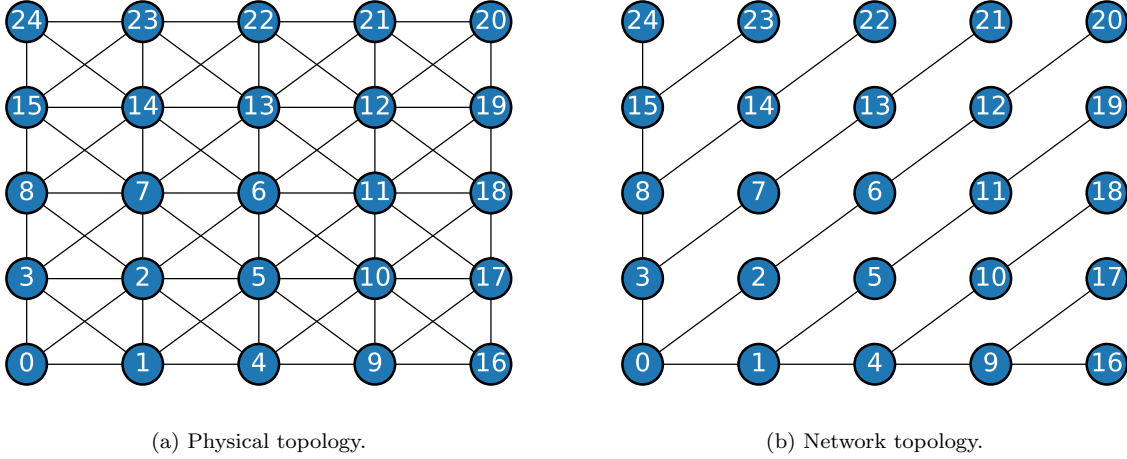 24 23 22 21 20 24 23 22 21 20
15 14 13 12 19 15 14 13 12 19
8 7 6 11 18 8 7 6 11 18
3 2 5 10 17 3 2 5 10 17
0 1 4 9 16 0 1 4 9 16
(a) Physical topology. (b) Network topology.